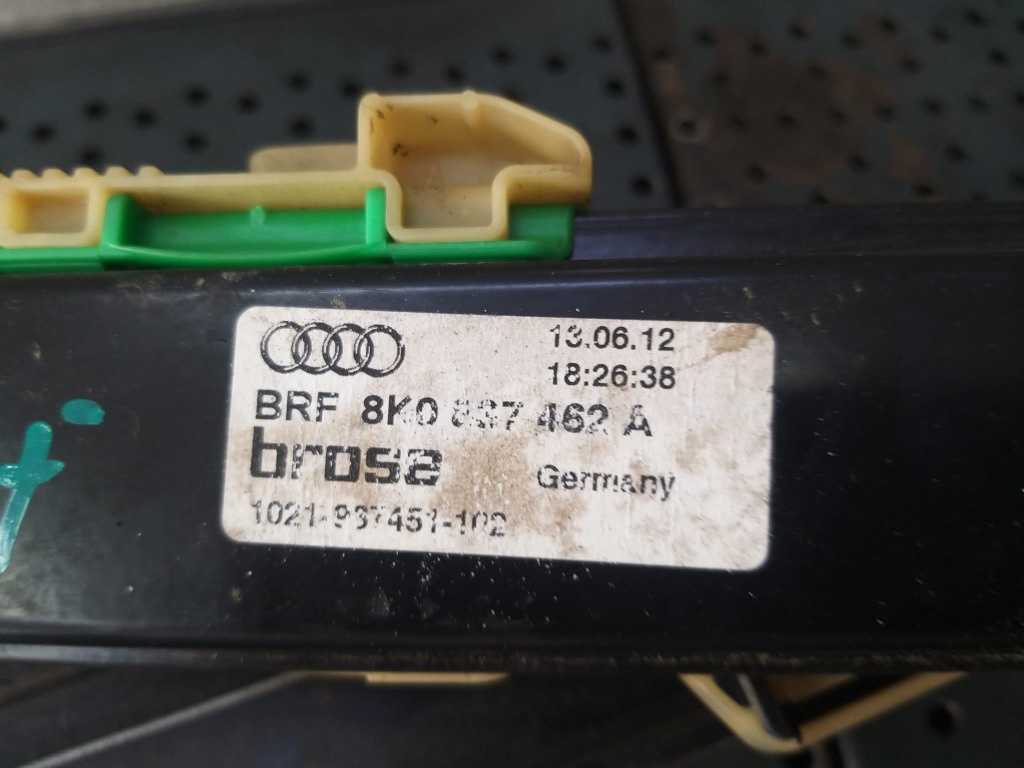 13.06.12
18:26:38
BRF 8K0 837 462 A
brose
Germany
1021-937451-102